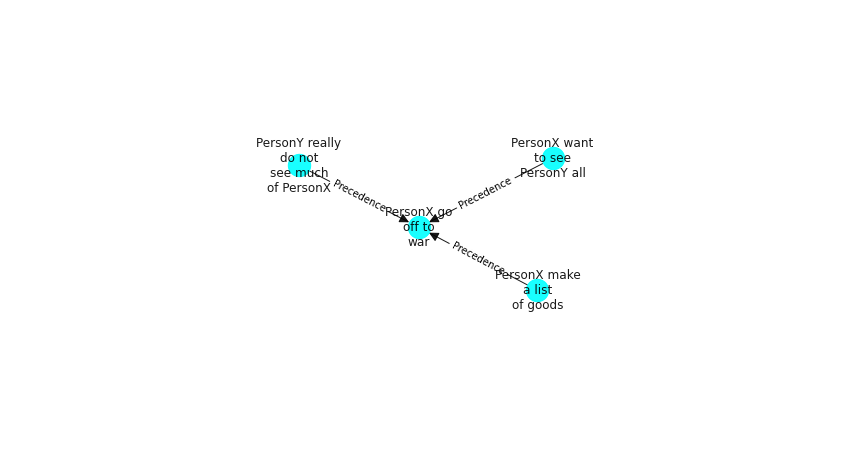 PersonY really
do not
see much
of PersonX
PersonX want
to see
PersonY all
Precedence
Precedence
PersonX go
off to
war
Precedence
PersonX make
a list
of goods